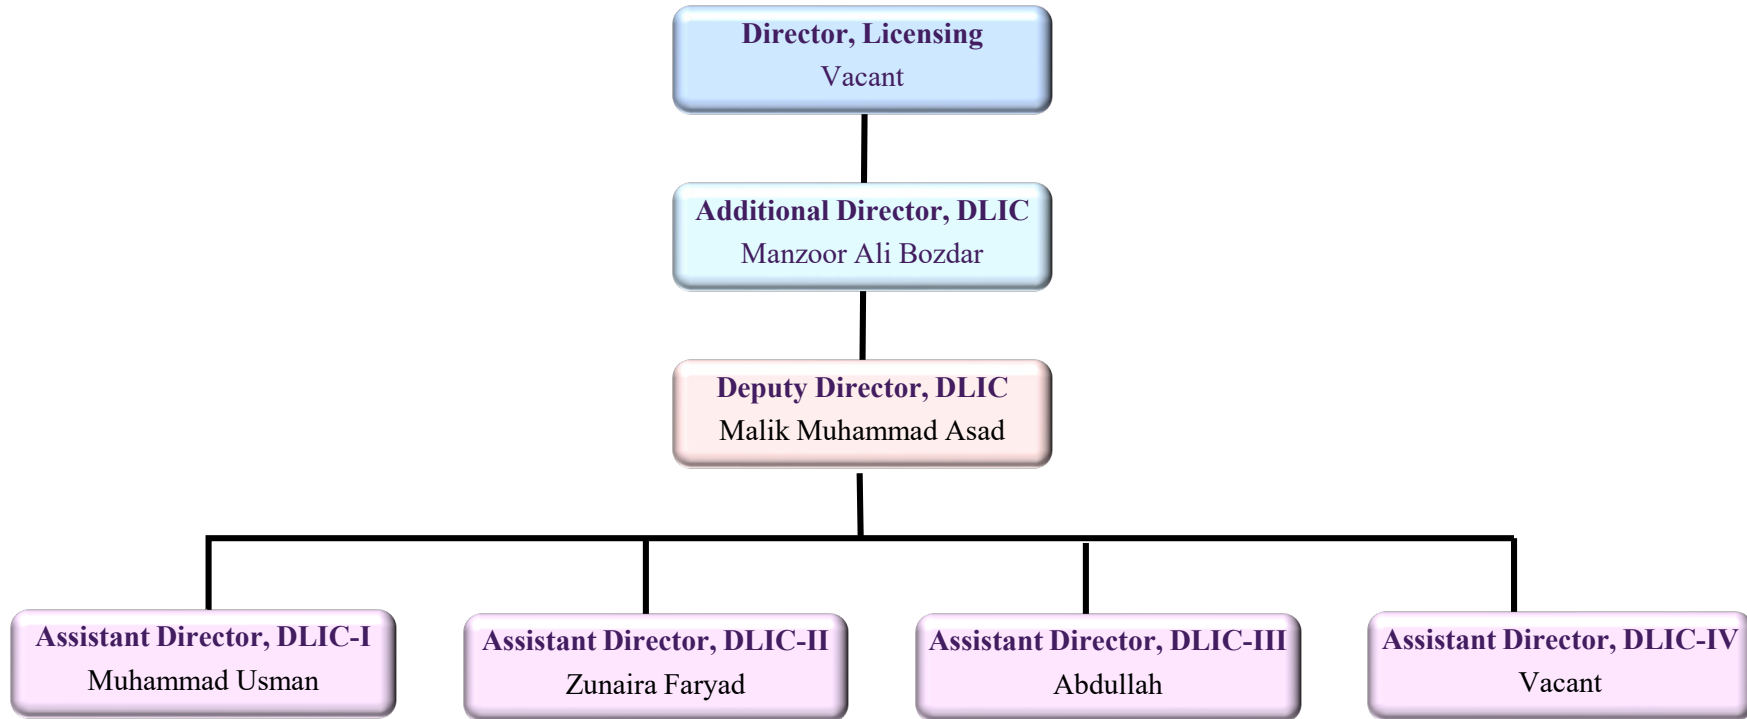 Director, Licensing
Vacant
Additional Director, DLIC
Manzoor Ali Bozdar
Deputy Director, DLIC
Malik Muhammad Asad
Assistant Director, DLIC-I
Muhammad Usman
Assistant Director, DLIC-II
Zunaira Faryad
Assistant Director, DLIC-III
Abdullah
Assistant Director, DLIC-IV
Vacant